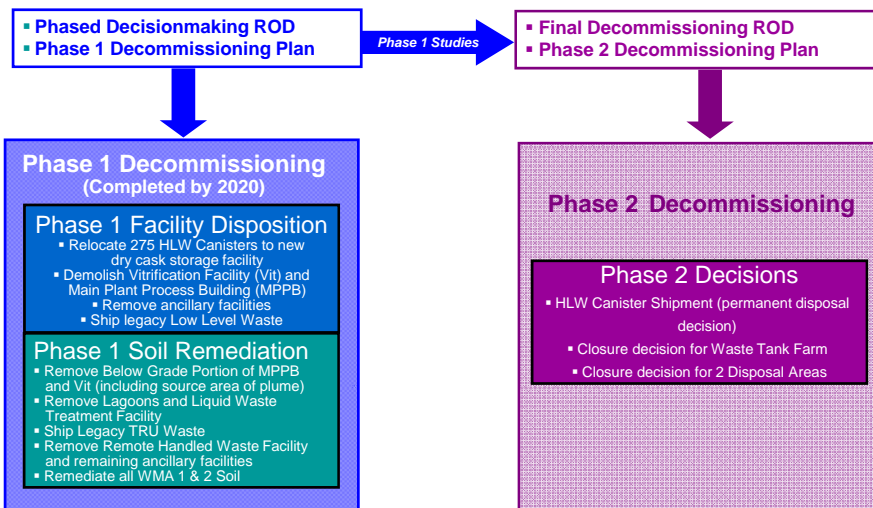 ▪ Phased Decisionmaking ROD
▪ Phase 1 Decommissioning Plan
Phase 1 Studies
▪ Final Decommissioning ROD
▪ Phase 2 Decommissioning Plan
Phase 1 Decommissioning
(Completed by 2020)
Phase 1 Facility Disposition
▪ Relocate 275 HLW Canisters to new
dry cask storage facility
▪ Demolish Vitrification Facility (Vit) and
Main Plant Process Building (MPPB)
▪ Remove ancillary facilities
▪ Ship legacy Low Level Waste
Phase 1 Soil Remediation
▪ Remove Below Grade Portion of MPPB
and Vit (including source area of plume)
▪ Remove Lagoons and Liquid Waste
Treatment Facility
▪ Ship Legacy TRU Waste
▪ Remove Remote Handled Waste Facility
and remaining ancillary facilities
▪ Remediate all WMA 1 & 2 Soil
Phase 2 Decommissioning
Phase 2 Decisions
▪ HLW Canister Shipment (permanent disposal
decision)
▪ Closure decision for Waste Tank Farm
▪ Closure decision for 2 Disposal Areas